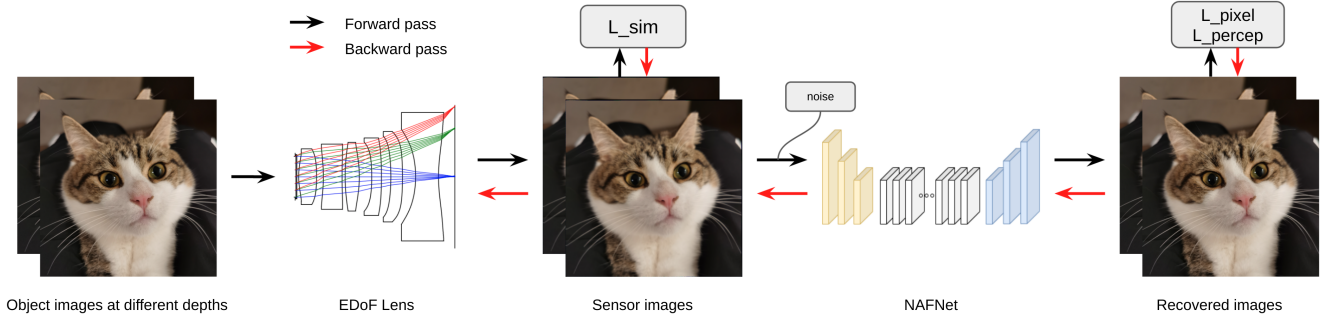 Forward pass
Backward pass
L_sim
L_pixel
L_percep
noise
Object images at different depths
EDoF Lens
Sensor images
NAFNet
Recovered images